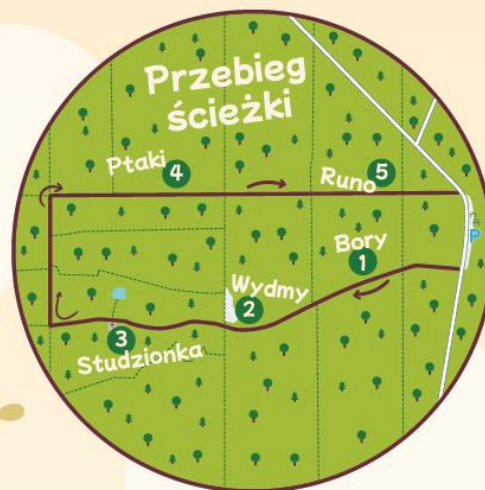 Przebieg
ścieżki
Ptaki 4
Runo 5
Bory
1
P
Wydmy
2
3
Studzionka